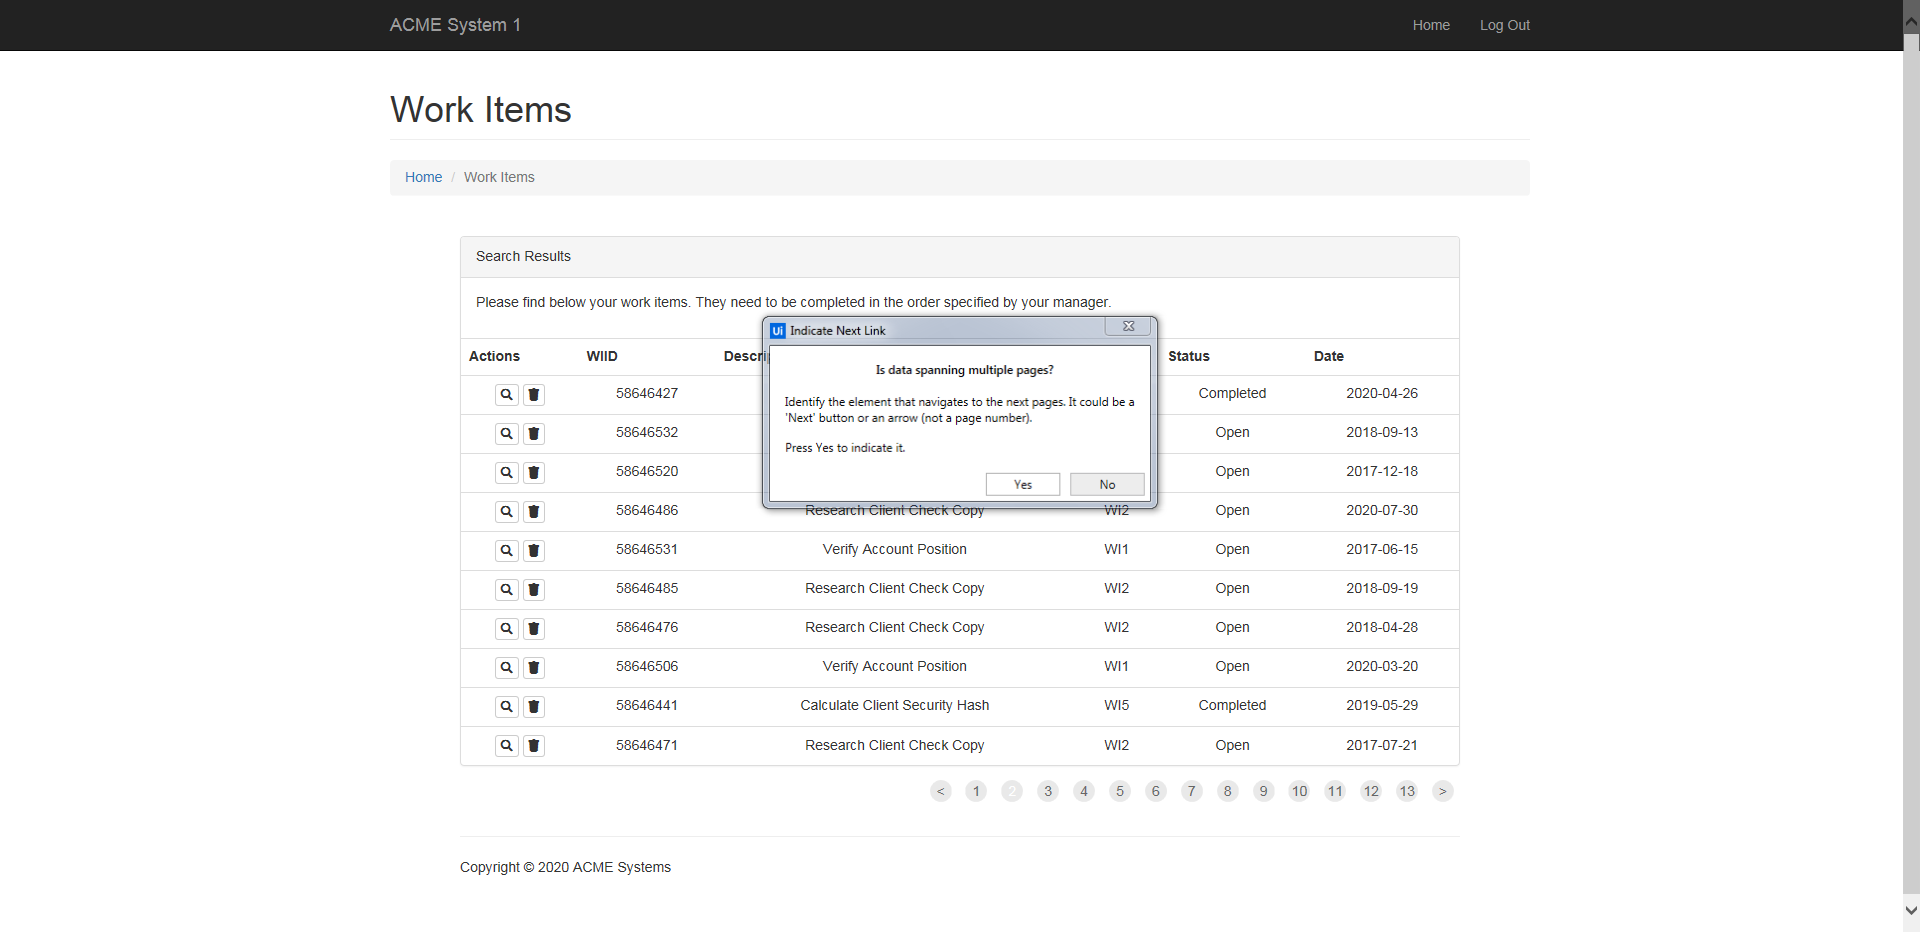 ACME System 1 Home Log Out
Work Items
Home / Work Items
Search Results
Please find below your work items. They need to be completed in the order specified by your manager.
Ui Indicate Next Link
Is data spanning multiple pages?
Identify the element that navigates to the next pages. It could be a
'Next' button or an arrow (not a page number).
Press Yes to indicate it.
Yes No
Actions WIID Descrip Status Date
58646427 Completed 2020-04-26
58646532 Open 2018-09-13
58646520 Open 2017-12-18
58646486 Research Client Check Copy WI2 Open 2020-07-30
58646531 Verify Account Position WI1 Open 2017-06-15
58646485 Research Client Check Copy WI2 Open 2018-09-19
58646476 Research Client Check Copy WI2 Open 2018-04-28
58646506 Verify Account Position WI1 Open 2020-03-20
58646441 Calculate Client Security Hash WI5 Completed 2019-05-29
58646471 Research Client Check Copy WI2 Open 2017-07-21
< 1 2 3 4 5 6 7 8 9 10 11 12 13 >
Copyright © 2020 ACME Systems